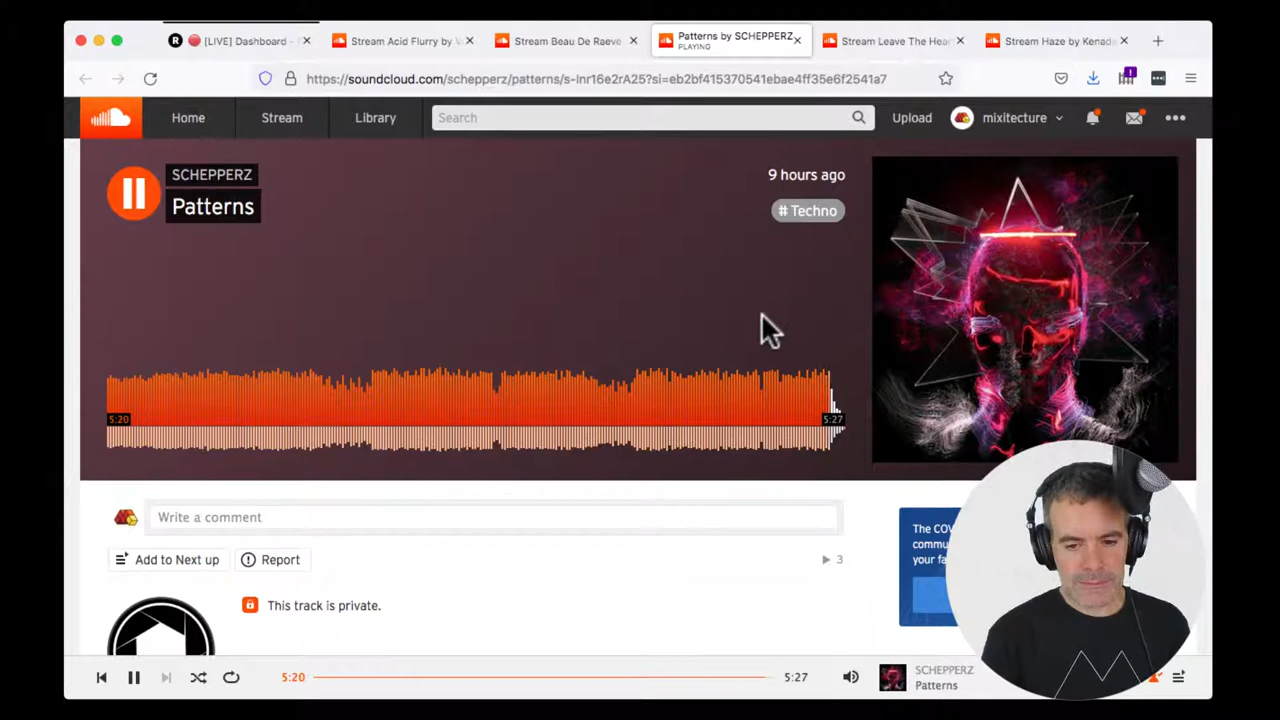 [LIVE] Dashboard -
Stream Acid Flurry by
Stream Beau De Raeve
Patterns by SCHEPPERZ
PLAYING
Stream Leave The Hear
Stream Haze by Kenada
https://soundcloud.com/schepperz/patterns/s-lnr16e2rA25?si=eb2bf415370541ebae4ff35e6f2541a7
Home
Stream
Library
Search
Upload
mixitecture
SCHEPPERZ
9 hours ago
Patterns
# Techno
5:20
5:27
Write a comment
The
commu
your fa
Add to Next up
Report
3
This track is private.
5:20
5:27
SCHEPPERZ
Patterns